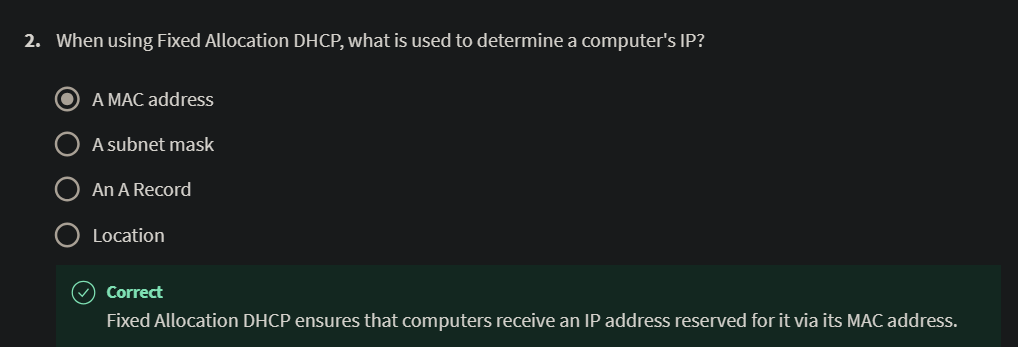 2. When using Fixed Allocation DHCP, what is used to determine a computer's IP?
A MAC address
A subnet mask
An A Record
Location
Correct
Fixed Allocation DHCP ensures that computers receive an IP address reserved for it via its MAC address.